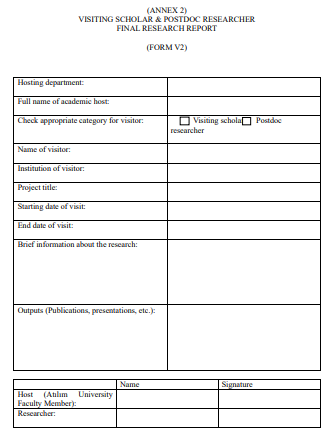 (ANNEX 2)
VISITING SCHOLAR & POSTDOC RESEARCHER
FINAL RESEARCH REPORT
(FORM V2)
Hosting department:
Full name of academic host:
Check appropriate category for visitor: Visiting scholar Postdoc
researcher
Name of visitor:
Institution of visitor:
Project title:
Starting date of visit:
End date of visit:
Brief information about the research:
Outputs (Publications, presentations, etc.):
Name Signature
Host (Atılım University
Faculty Member):
Researcher: